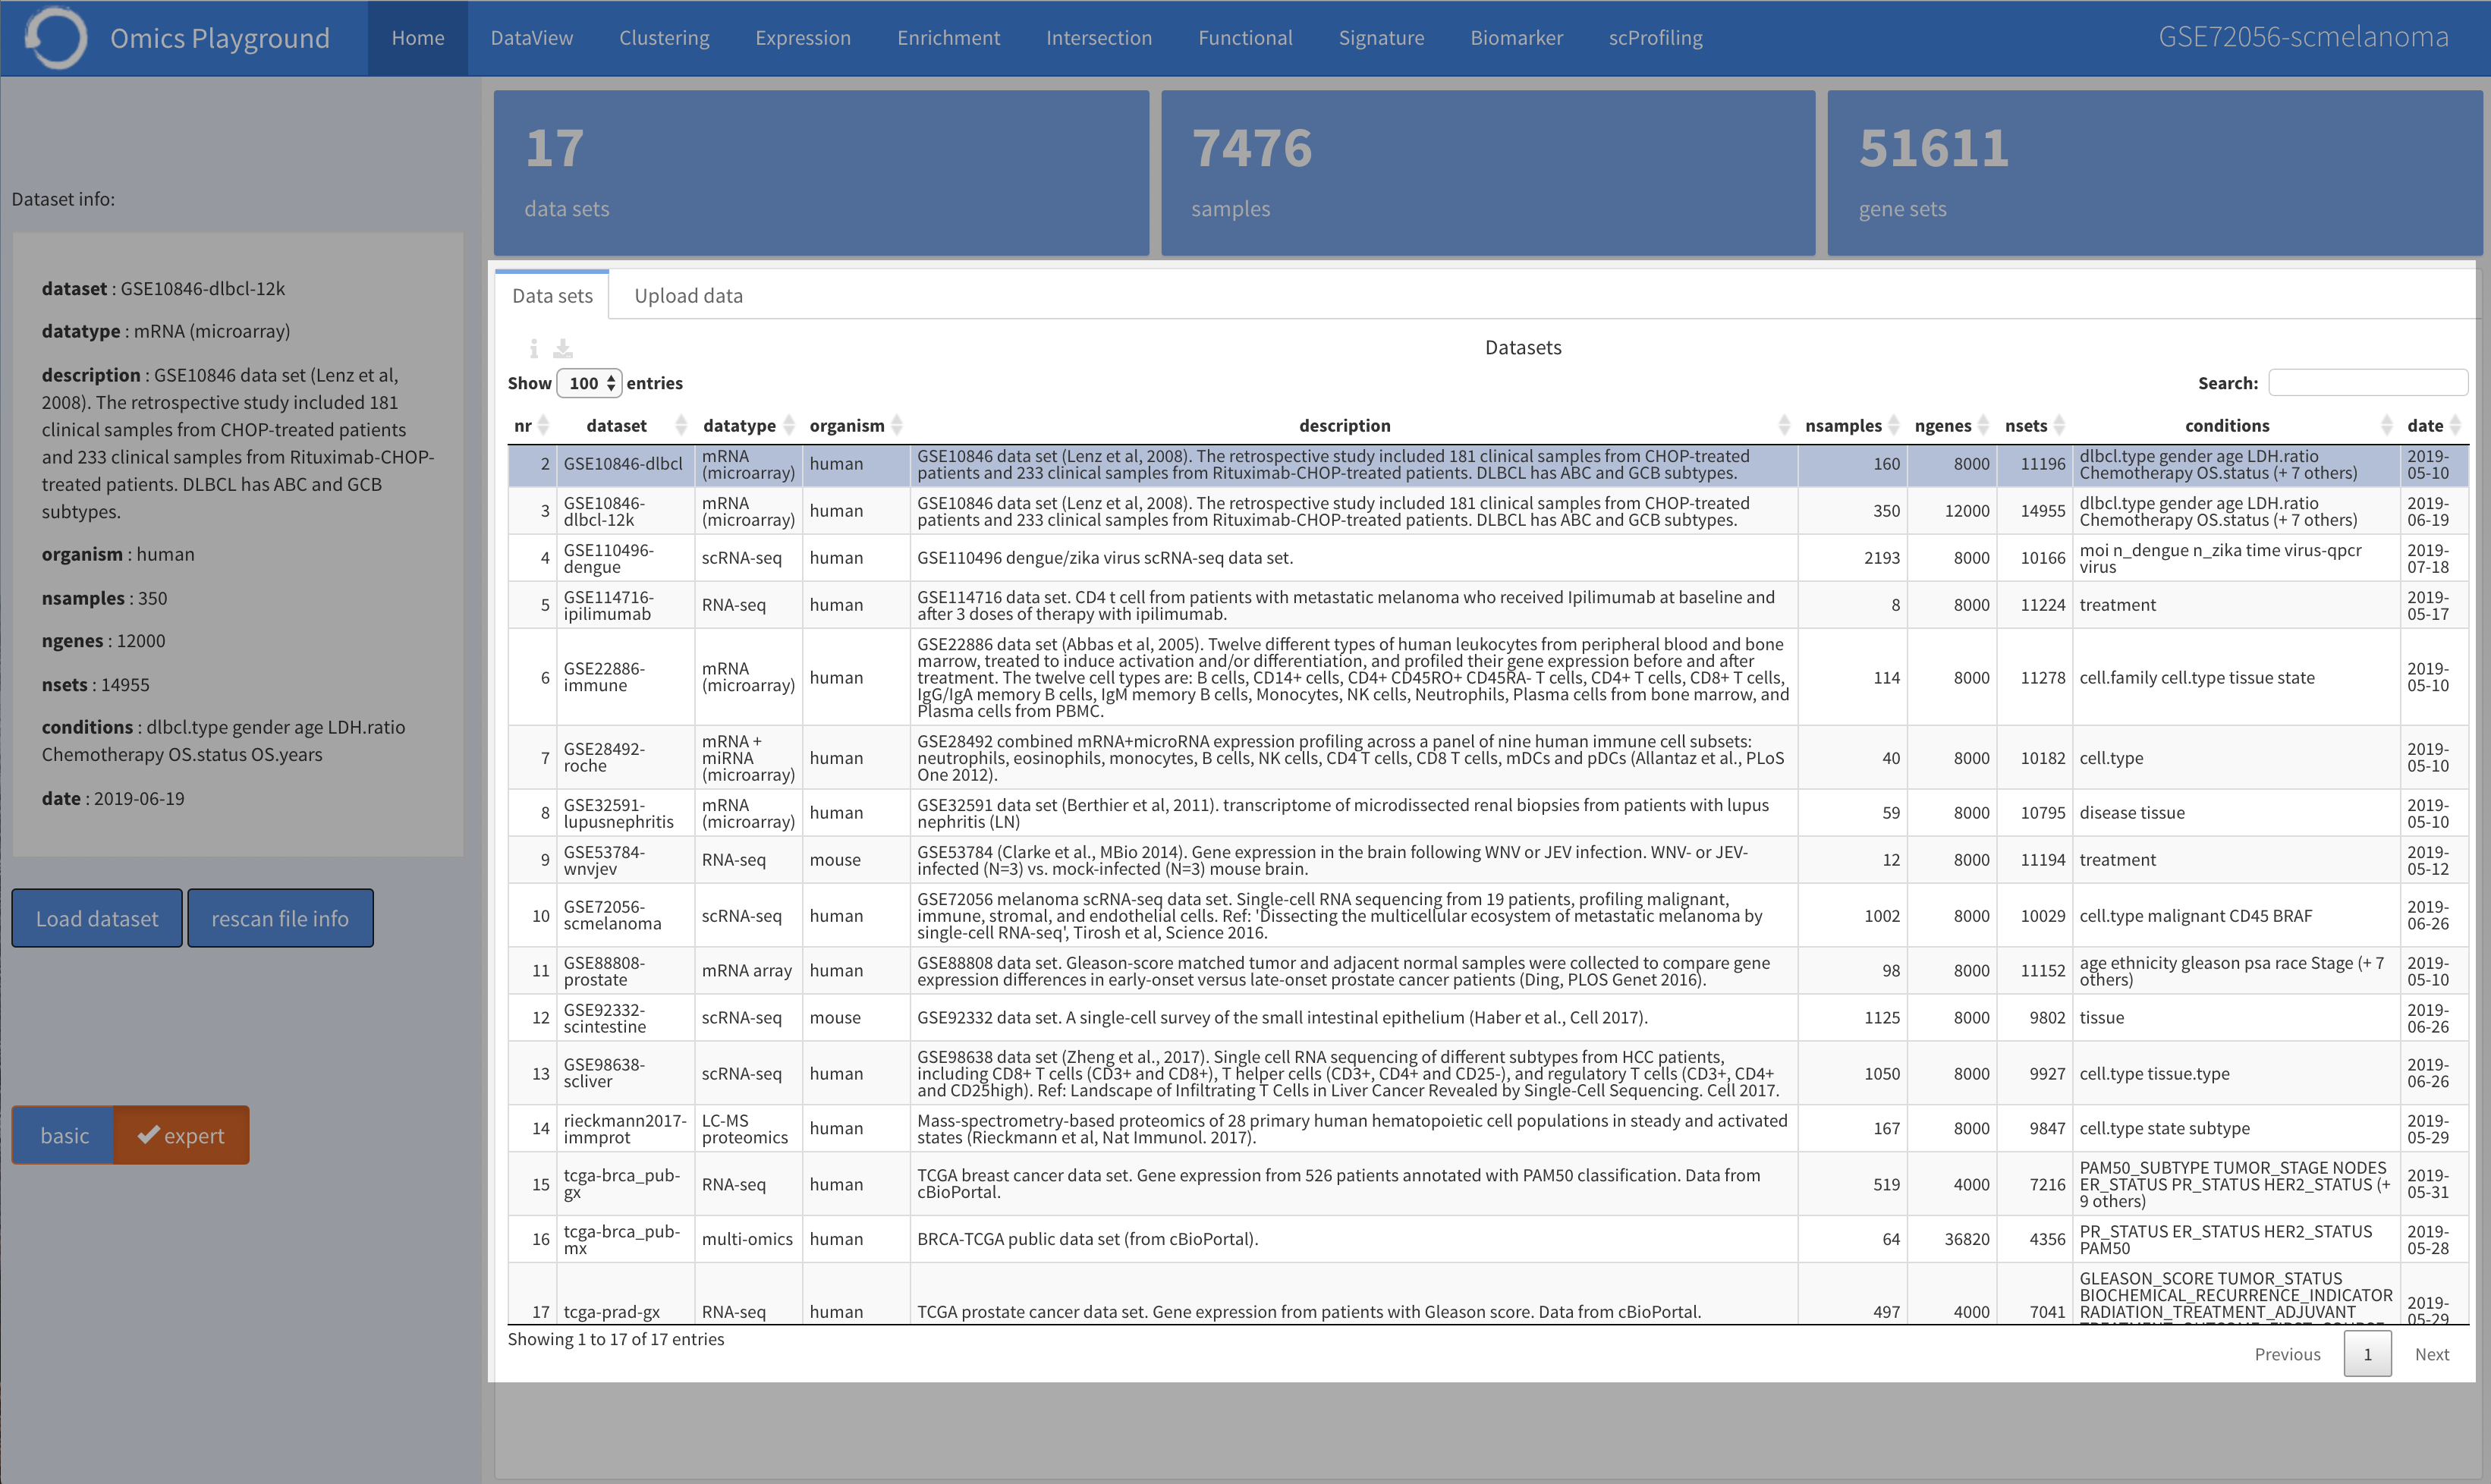 Omics Playground Home DataView Clustering Expression Enrichment Intersection Functional Signature Biomarker scProfiling GSE72056-scmelanoma
17
data sets
7476
samples
51611
gene sets
Dataset info:
dataset : GSE10846-dlbcl-12k
datatype : mRNA (microarray)
description : GSE10846 data set (Lenz et al,
2008). The retrospective study included 181
clinical samples from CHOP-treated patients
and 233 clinical samples from Rituximab-CHOP-
treated patients. DLBCL has ABC and GCB
subtypes.
organism : human
nsamples : 350
ngenes : 12000
nsets : 14955
conditions : dlbcl.type gender age LDH.ratio
Chemotherapy OS.status OS.years
date : 2019-06-19
Load dataset rescan file info
basic expert
Data sets Upload data
Datasets
Show 100 entries Search:
nr dataset datatype organism description nsamples ngenes nsets conditions date
2 GSE10846-dlbcl
mRNA
(microarray)
human
GSE10846 data set (Lenz et al, 2008). The retrospective study included 181 clinical samples from CHOP-treated
patients and 233 clinical samples from Rituximab-CHOP-treated patients. DLBCL has ABC and GCB subtypes.
160 8000 11196
dlbcl.type gender age LDH.ratio
Chemotherapy OS.status (+ 7 others)
2019-
05-10
3
GSE10846-
dlbcl-12k
mRNA
(microarray)
human
GSE10846 data set (Lenz et al, 2008). The retrospective study included 181 clinical samples from CHOP-treated
patients and 233 clinical samples from Rituximab-CHOP-treated patients. DLBCL has ABC and GCB subtypes.
350 12000 14955
dlbcl.type gender age LDH.ratio
Chemotherapy OS.status (+ 7 others)
2019-
06-19
4
GSE110496-
dengue
scRNA-seq human GSE110496 dengue/zika virus scRNA-seq data set. 2193 8000 10166
moi n_dengue n_zika time virus-qpcr
virus
2019-
07-18
5
GSE114716-
ipilimumab
RNA-seq human
GSE114716 data set. CD4 t cell from patients with metastatic melanoma who received Ipilimumab at baseline and
after 3 doses of therapy with ipilimumab.
8 8000 11224 treatment
2019-
05-17
6
GSE22886-
immune
mRNA
(microarray)
human
GSE22886 data set (Abbas et al, 2005). Twelve different types of human leukocytes from peripheral blood and bone
marrow, treated to induce activation and/or differentiation, and profiled their gene expression before and after
treatment. The twelve cell types are: B cells, CD14+ cells, CD4+ CD45RO+ CD45RA- T cells, CD4+ T cells, CD8+ T cells,
IgG/IgA memory B cells, IgM memory B cells, Monocytes, NK cells, Neutrophils, Plasma cells from bone marrow, and
Plasma cells from PBMC.
114 8000 11278 cell.family cell.type tissue state
2019-
05-10
7
GSE28492-
roche
mRNA +
miRNA
(microarray)
human
GSE28492 combined mRNA+microRNA expression profiling across a panel of nine human immune cell subsets:
neutrophils, eosinophils, monocytes, B cells, NK cells, CD4 T cells, CD8 T cells, mDCs and pDCs (Allantaz et al., PLoS
One 2012).
40 8000 10182 cell.type
2019-
05-10
8
GSE32591-
lupusnephritis
mRNA
(microarray)
human
GSE32591 data set (Berthier et al, 2011). transcriptome of microdissected renal biopsies from patients with lupus
nephritis (LN)
59 8000 10795 disease tissue
2019-
05-10
9
GSE53784-
wnvjev
RNA-seq mouse
GSE53784 (Clarke et al., MBio 2014). Gene expression in the brain following WNV or JEV infection. WNV- or JEV-
infected (N=3) vs. mock-infected (N=3) mouse brain.
12 8000 11194 treatment
2019-
05-12
10
GSE72056-
scmelanoma
scRNA-seq human
GSE72056 melanoma scRNA-seq data set. Single-cell RNA sequencing from 19 patients, profiling malignant,
immune, stromal, and endothelial cells. Ref: 'Dissecting the multicellular ecosystem of metastatic melanoma by
single-cell RNA-seq', Tirosh et al, Science 2016.
1002 8000 10029 cell.type malignant CD45 BRAF
2019-
06-26
11
GSE88808-
prostate
mRNA array human
GSE88808 data set. Gleason-score matched tumor and adjacent normal samples were collected to compare gene
expression differences in early-onset versus late-onset prostate cancer patients (Ding, PLOS Genet 2016).
98 8000 11152
age ethnicity gleason psa race Stage (+ 7
others)
2019-
05-10
12
GSE92332-
scintestine
scRNA-seq mouse GSE92332 data set. A single-cell survey of the small intestinal epithelium (Haber et al., Cell 2017). 1125 8000 9802 tissue
2019-
06-26
13
GSE98638-
scliver
scRNA-seq human
GSE98638 data set (Zheng et al., 2017). Single cell RNA sequencing of different subtypes from HCC patients,
including CD8+ T cells (CD3+ and CD8+), T helper cells (CD3+, CD4+ and CD25-), and regulatory T cells (CD3+, CD4+
and CD25high). Ref: Landscape of Infiltrating T Cells in Liver Cancer Revealed by Single-Cell Sequencing. Cell 2017.
1050 8000 9927 cell.type tissue.type
2019-
06-26
14
rieckmann2017-
immprot
LC-MS
proteomics
human
Mass-spectrometry-based proteomics of 28 primary human hematopoietic cell populations in steady and activated
states (Rieckmann et al, Nat Immunol. 2017).
167 8000 9847 cell.type state subtype
2019-
05-29
15
tcga-brca_pub-
gx
RNA-seq human
TCGA breast cancer data set. Gene expression from 526 patients annotated with PAM50 classification. Data from
cBioPortal.
519 4000 7216
PAM50_SUBTYPE TUMOR_STAGE NODES
ER_STATUS PR_STATUS HER2_STATUS (+
9 others)
2019-
05-31
16
tcga-brca_pub-
mx
multi-omics human BRCA-TCGA public data set (from cBioPortal). 64 36820 4356
PR_STATUS ER_STATUS HER2_STATUS
PAM50
2019-
05-28
17 tcga-prad-gx RNA-seq human TCGA prostate cancer data set. Gene expression from patients with Gleason score. Data from cBioPortal. 497 4000 7041
GLEASON_SCORE TUMOR_STATUS
BIOCHEMICAL_RECURRENCE_INDICATOR
RADIATION_TREATMENT_ADJUVANT
2019-
05-29
Showing 1 to 17 of 17 entries
Previous 1 Next